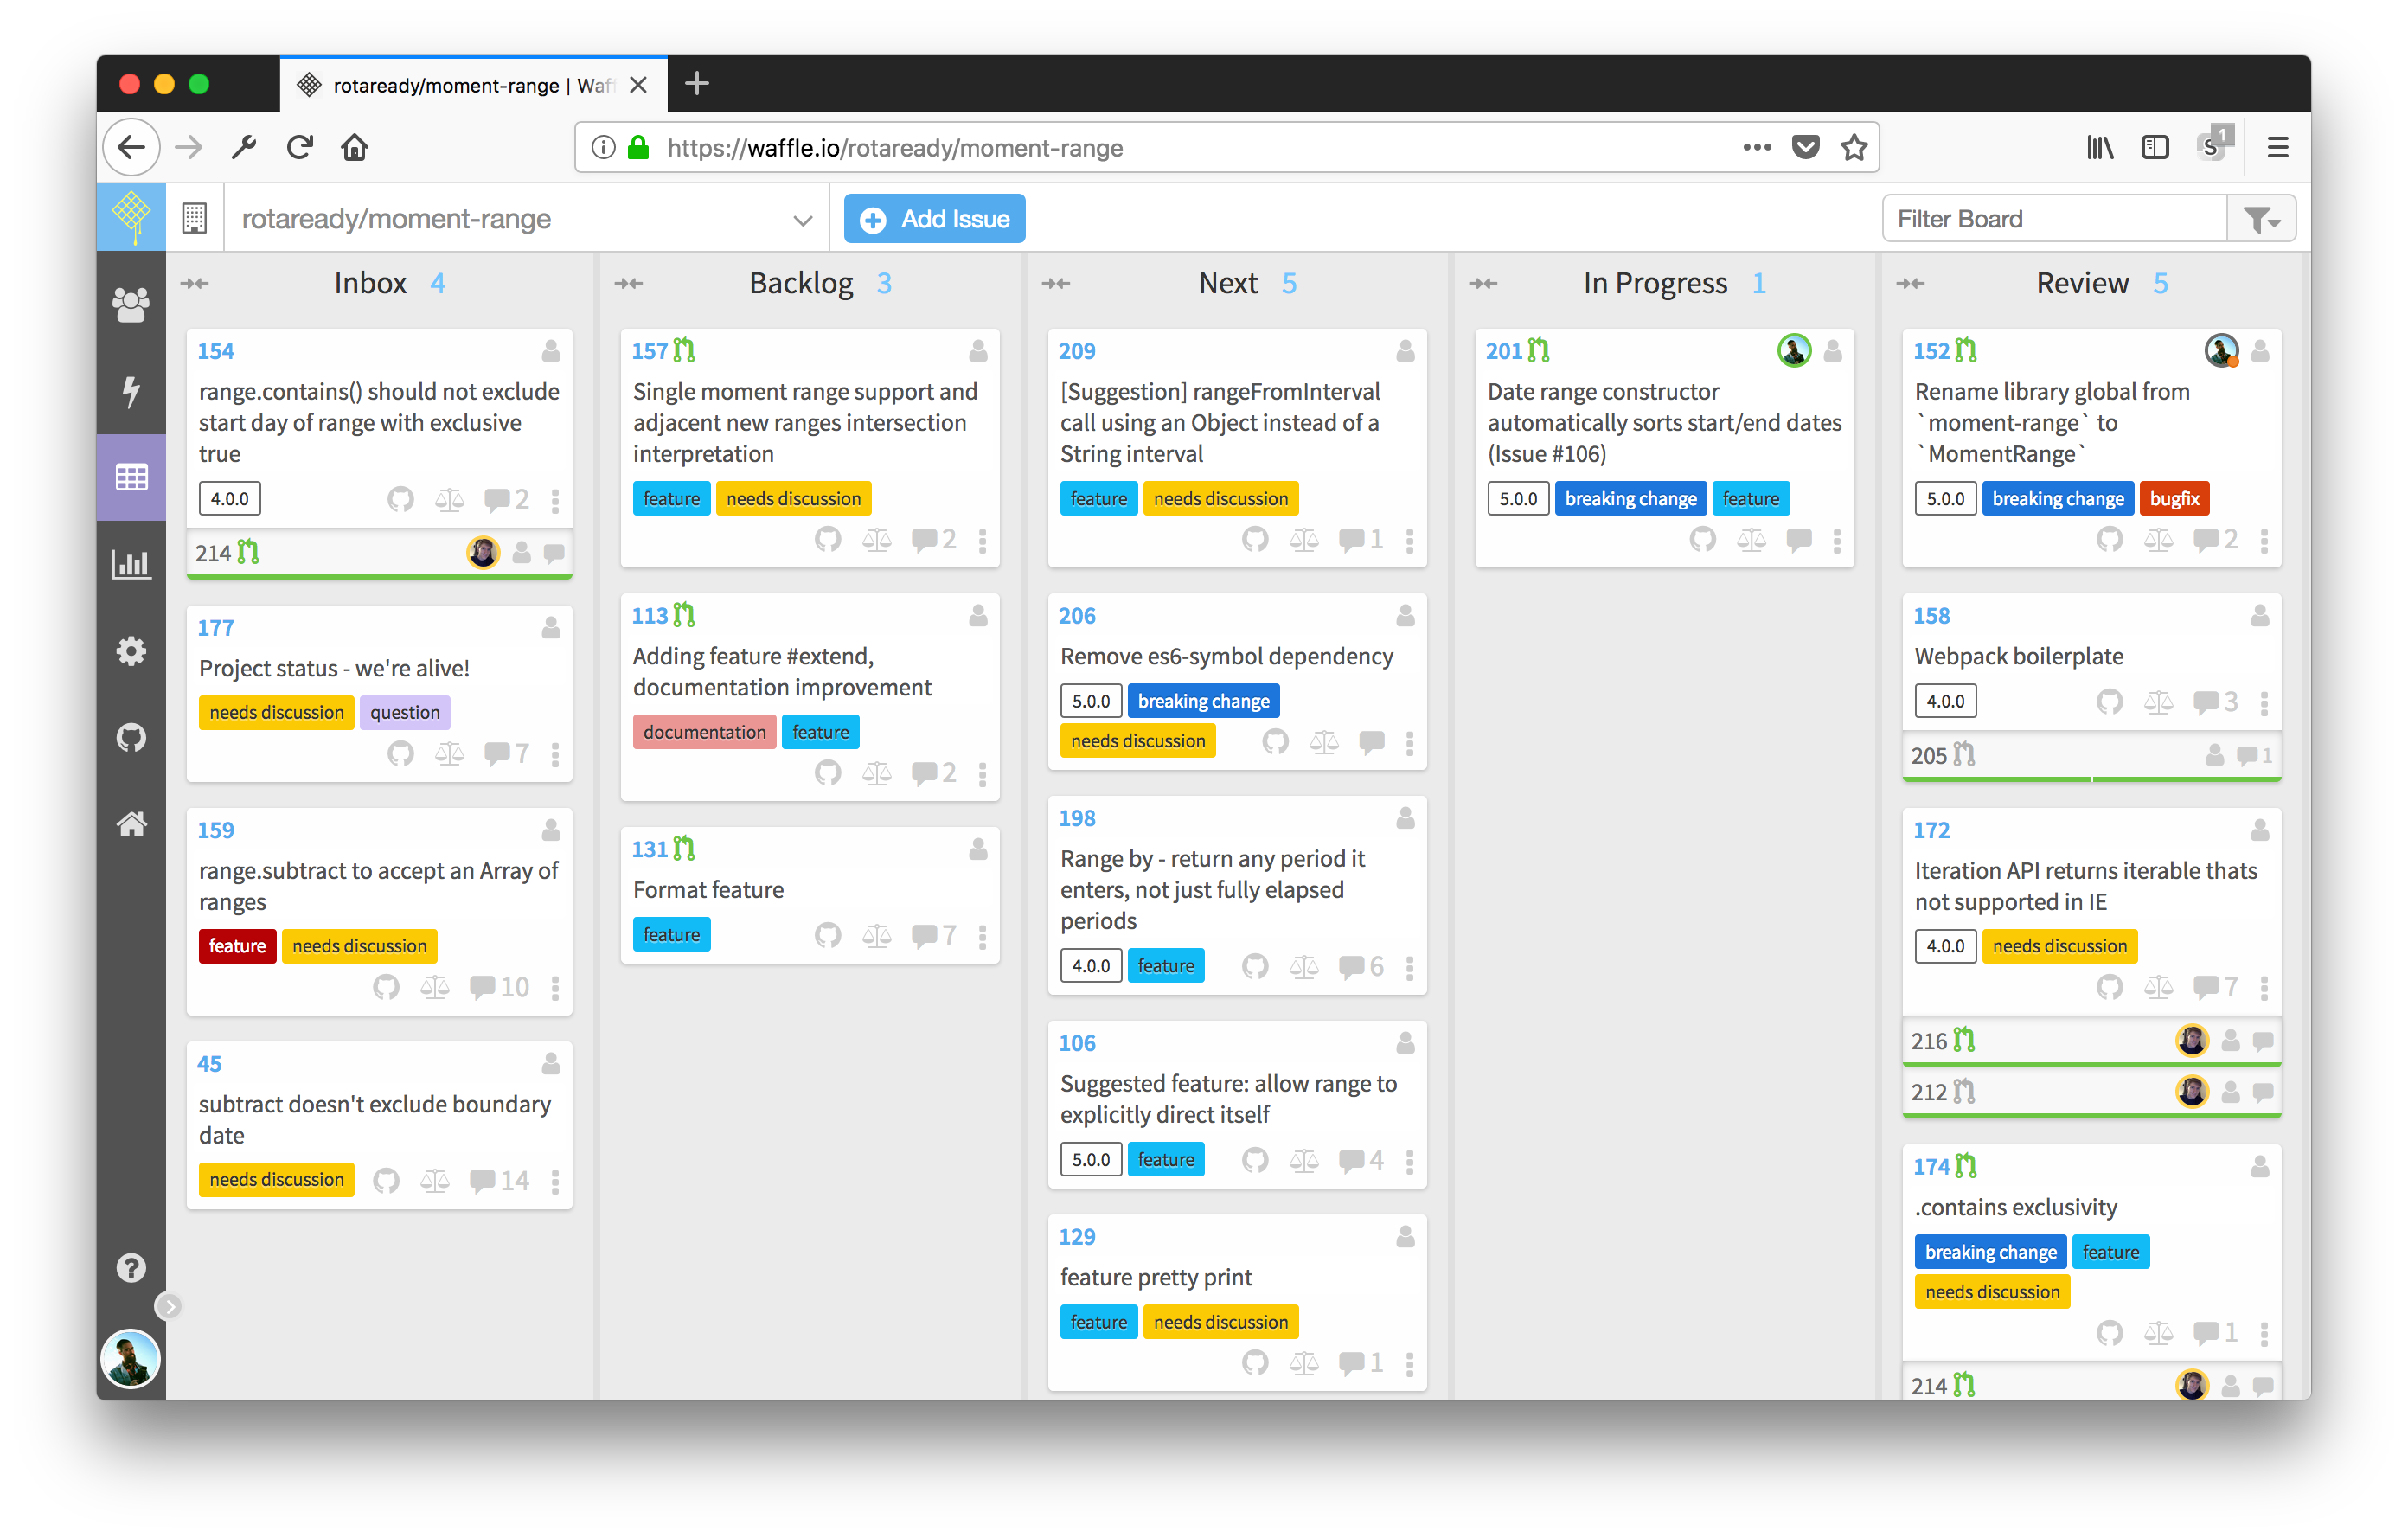 rotaready/moment-range | Waf
https://waffle.io/rotaready/moment-range
S 1
rotaready/moment-range
Add Issue
Filter Board
Inbox 4
154
range.contains() should not exclude
start day of range with exclusive
true
4.0.0
2
214
177
Project status - we're alive!
needs discussion question
7
159
range.subtract to accept an Array of
ranges
feature needs discussion
10
45
subtract doesn't exclude boundary
date
needs discussion
14
Backlog 3
157
Single moment range support and
adjacent new ranges intersection
interpretation
feature needs discussion
2
113
Adding feature #extend,
documentation improvement
documentation feature
2
131
Format feature
feature
7
Next 5
209
[Suggestion] rangeFromInterval
call using an Object instead of a
String interval
feature needs discussion
1
206
Remove es6-symbol dependency
5.0.0 breaking change
needs discussion
198
Range by - return any period it
enters, not just fully elapsed
periods
4.0.0 feature
6
106
Suggested feature: allow range to
explicitly direct itself
5.0.0 feature
4
129
feature pretty print
feature needs discussion
1
In Progress 1
201
Date range constructor
automatically sorts start/end dates
(Issue #106)
5.0.0 breaking change feature
Review 5
152
Rename library global from
`moment-range` to
`MomentRange`
5.0.0 breaking change bugfix
2
158
Webpack boilerplate
4.0.0
3
205
1
172
Iteration API returns iterable thats
not supported in IE
4.0.0 needs discussion
7
216
212
174
.contains exclusivity
breaking change feature
needs discussion
1
214
?